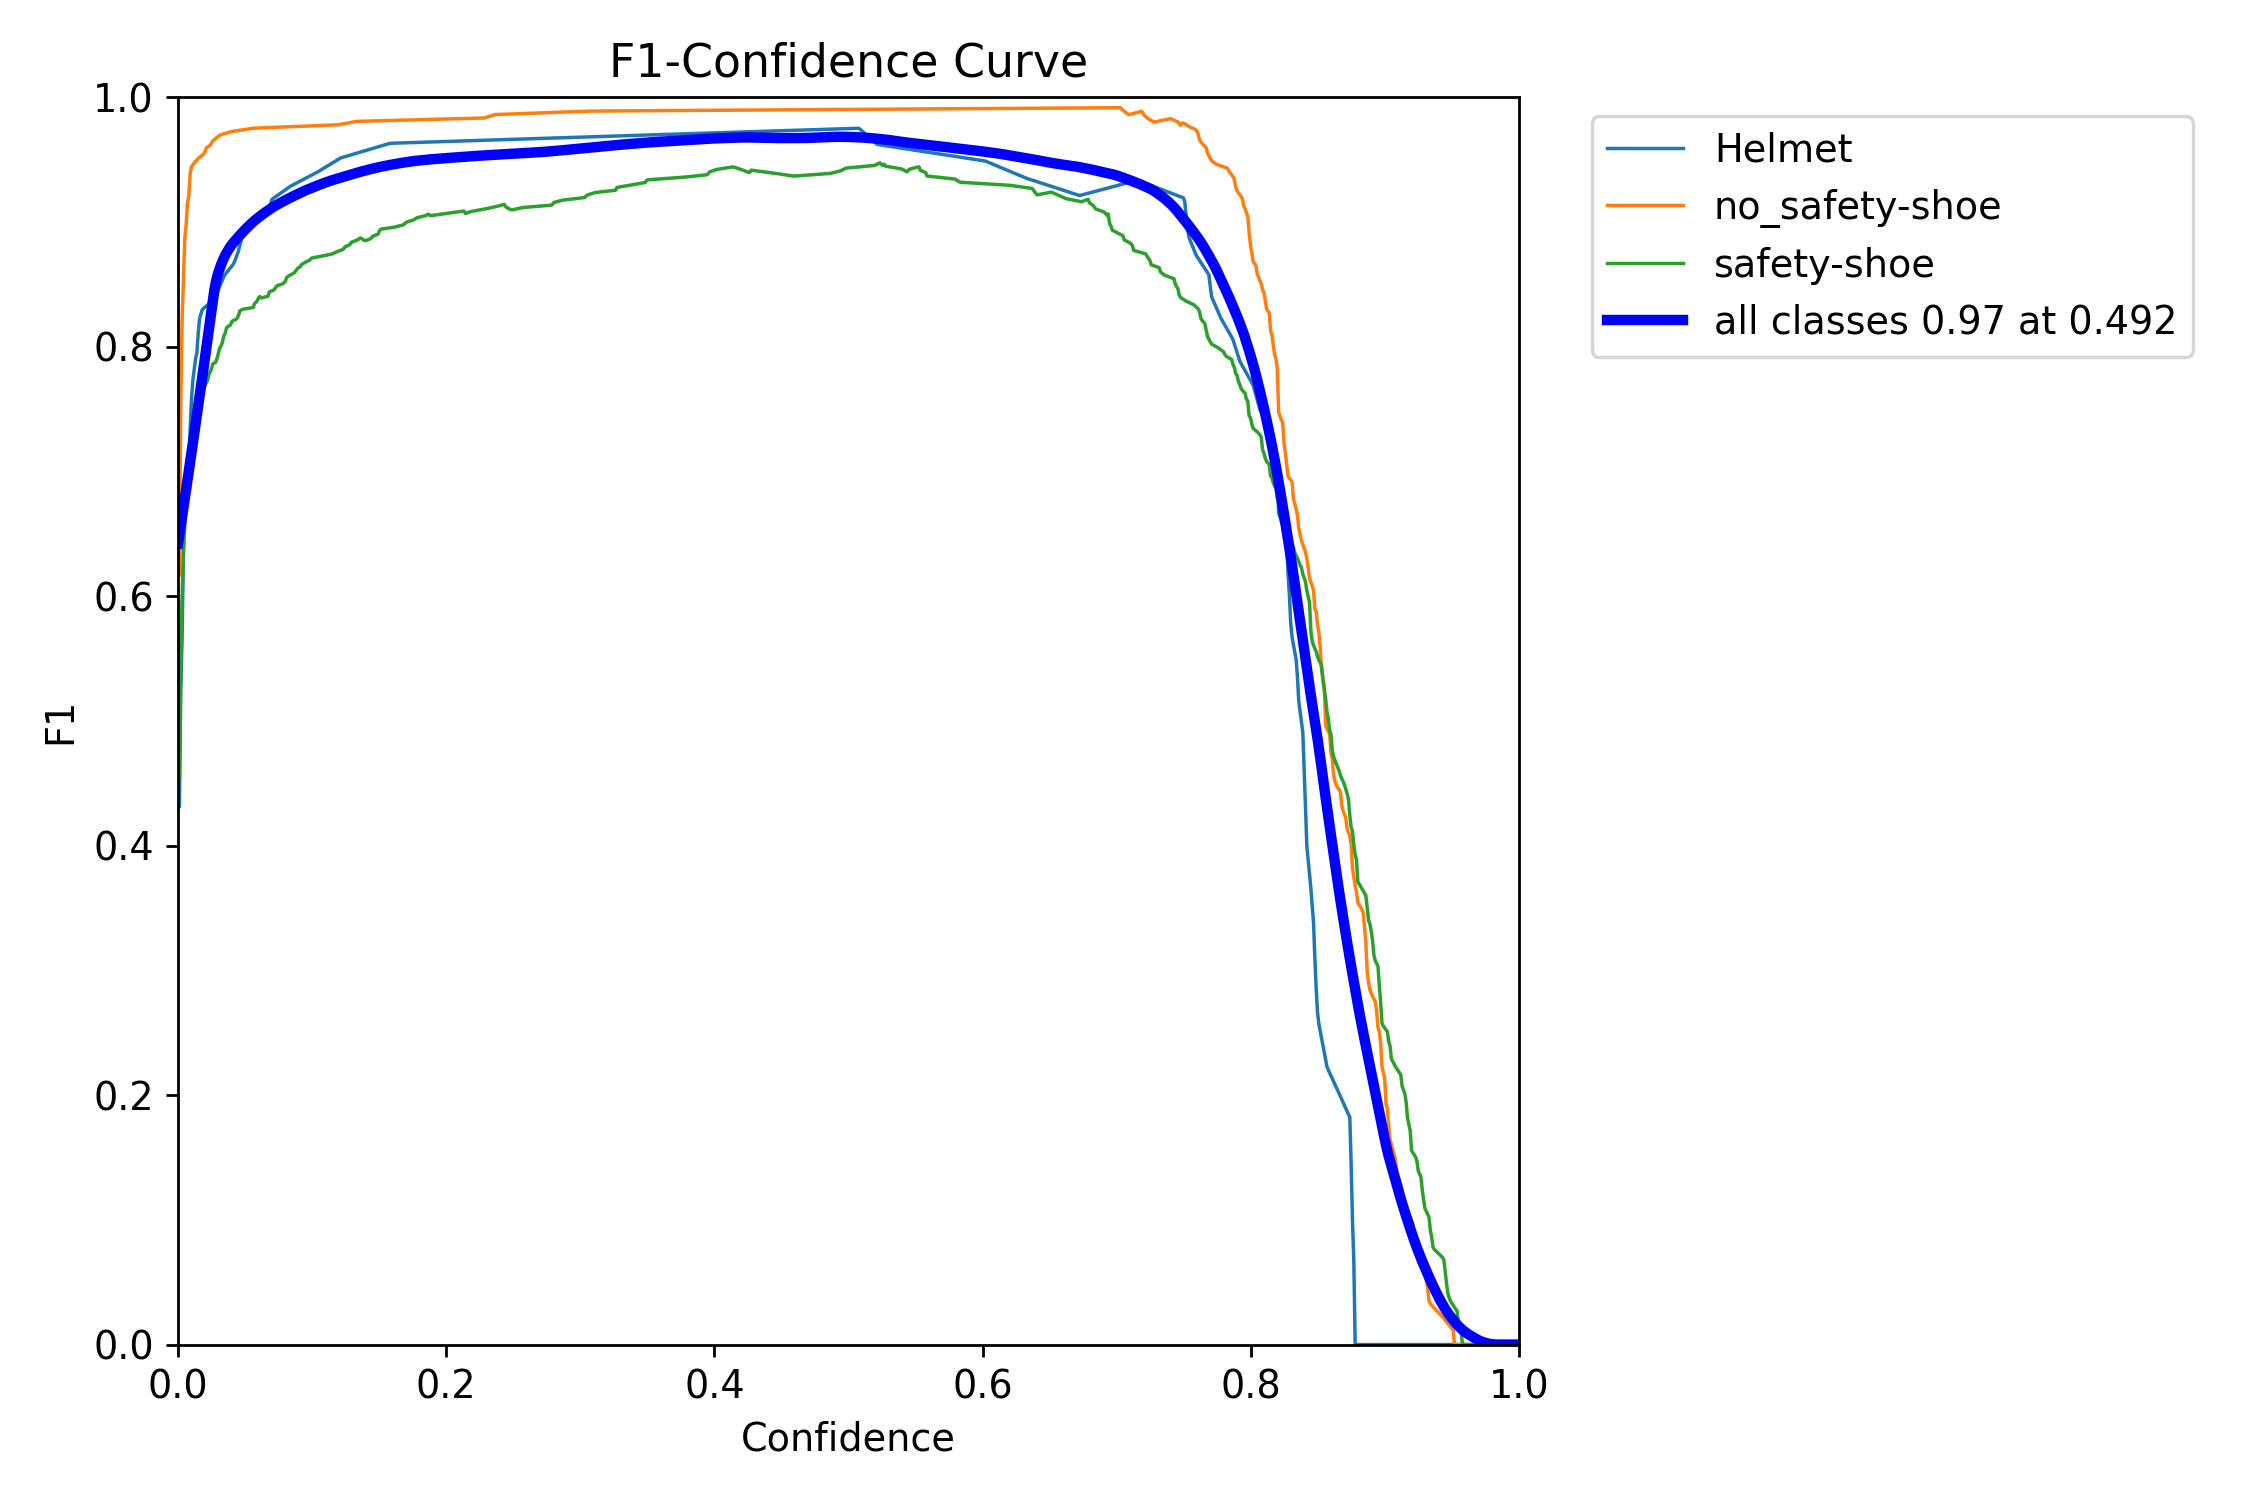 F1-Confidence Curve
1.0
0.8
0.6
0.4
0.2
0.0
F1
0.0 0.2 0.4 0.6 0.8 1.0
Confidence
Helmet
no_safety-shoe
safety-shoe
all classes 0.97 at 0.492